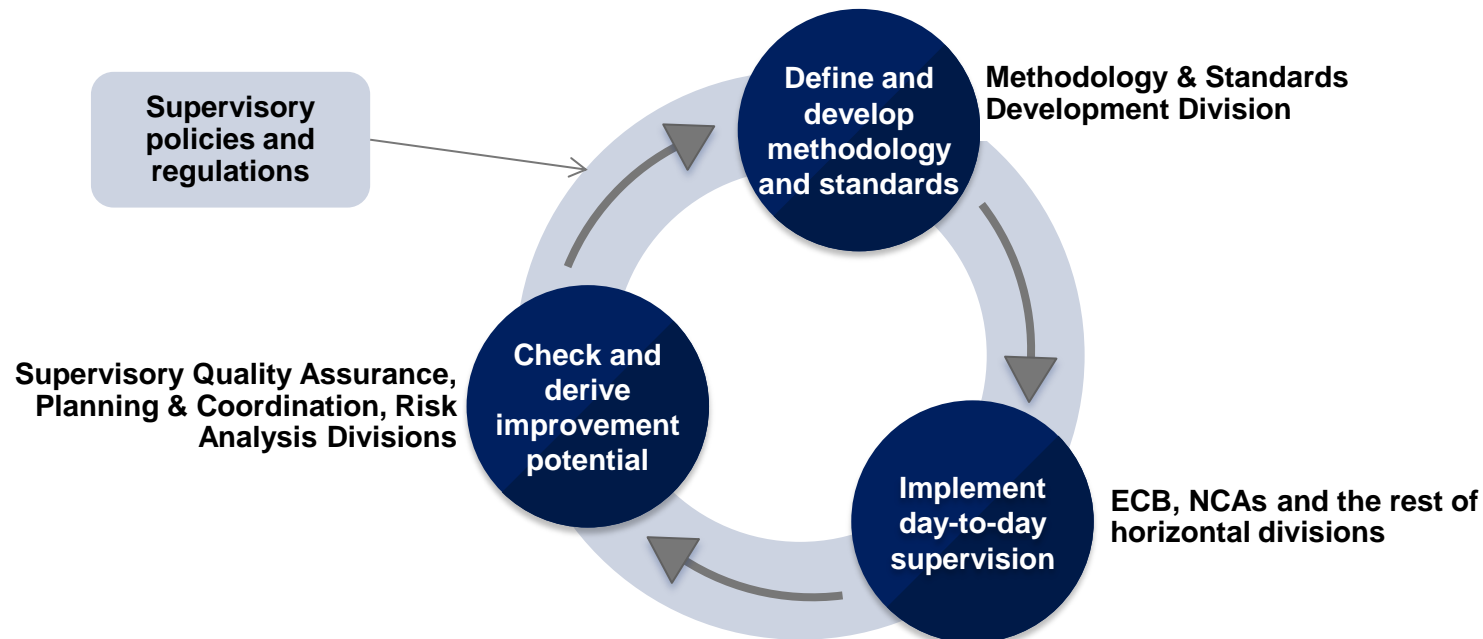 Define and
develop
methodology
and standards
Methodology & Standards
Development Division
Supervisory
policies and
regulations
Check and
derive
improvement
potential
Supervisory Quality Assurance,
Planning & Coordination, Risk
Analysis Divisions
Implement
day-to-day
supervision
ECB, NCAs and the rest of
horizontal divisions